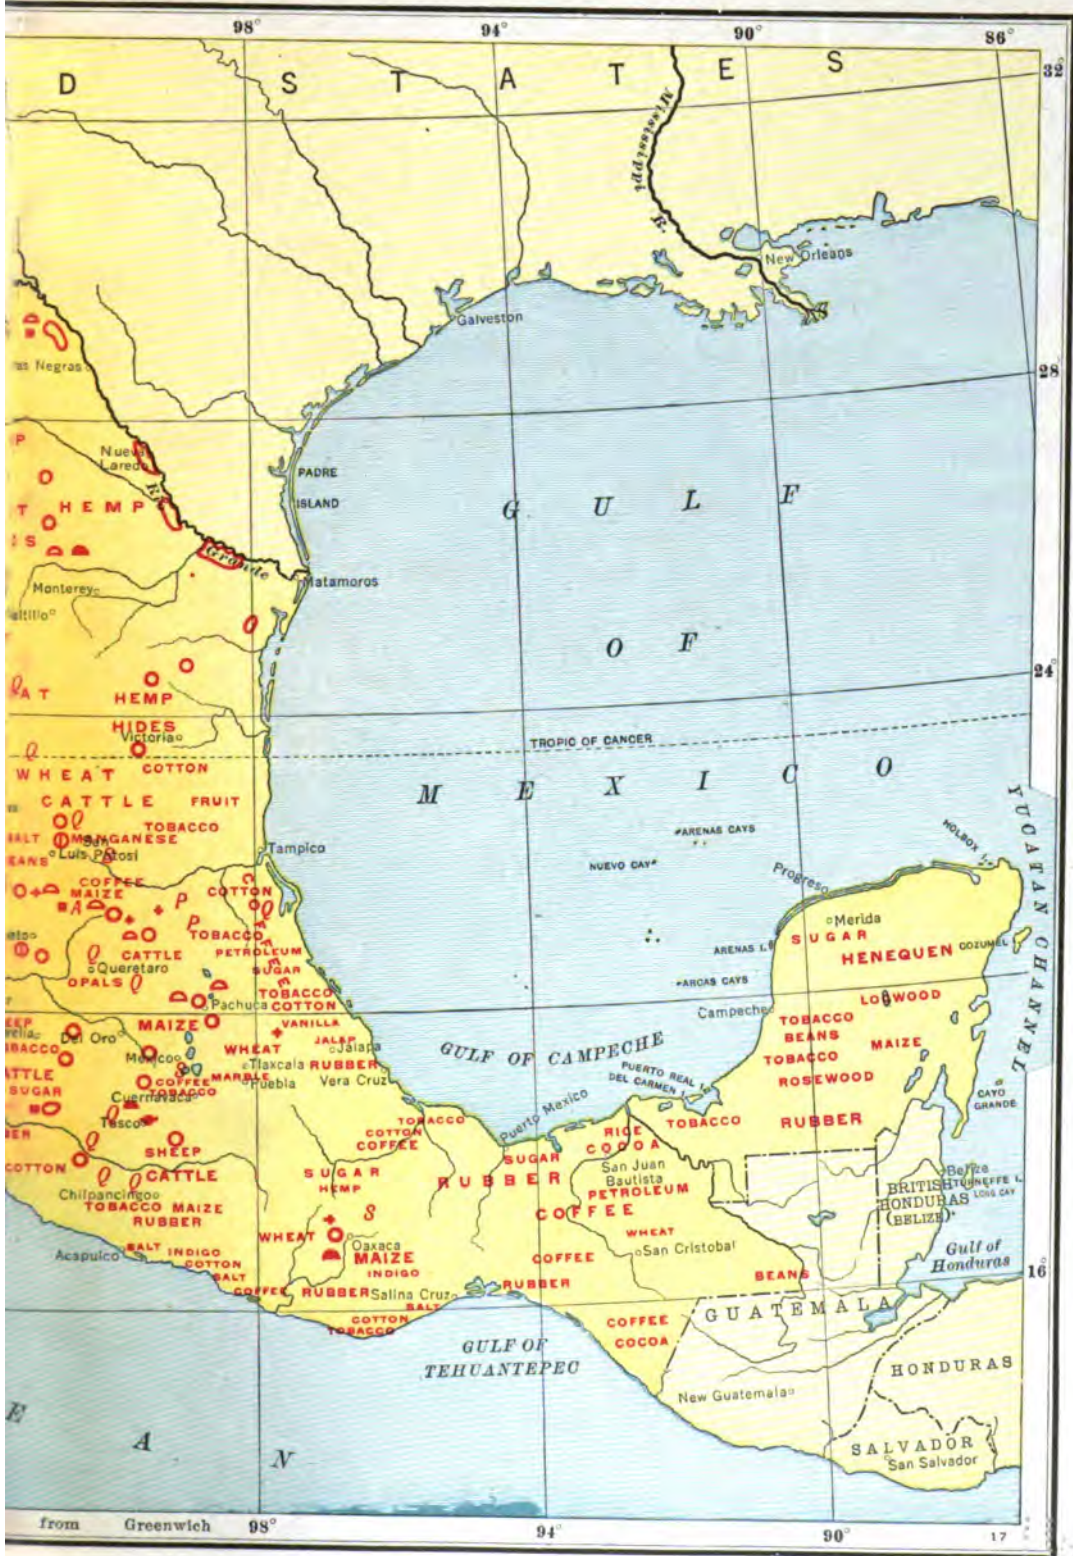 98°
94°
90°
86°
D S T A T E S
32°
Mississippi
R.
New Orleans
Galveston
28°
Negras
Nuevo
Laredo
PADRE
ISLAND
HEMP
Grande
G U L F
Matamoros
Monterey
O F
24°
HEMP
HIDES
Victoria
TROPIC OF CANCER
WHEAT
COTTON
M E X I C O
CATTLE
FRUIT
TOBACCO
MANGANESE
San
Luis Potosi
Tampico
ARENAS CAYS
NUEVO CAY
HOLBOX I.
YUCATAN CHANNEL
Progreso
COFFEE
MAIZE
COTTON
COFFEE
P
P
Q
A
TOBACCO
Merida
SUGAR
HENEQUEN
COZUMEL
ARENAS I.
CATTLE
PETROLEUM
Queretaro
SUGAR
OPALS
ARCAS CAYS
TOBACCO
COTTON
Pachuca
Campeche
LOGWOOD
TOBACCO
BEANS
MAIZE
VANILLA
Del Oro
MAIZE
JALAP
Jalapa
WHEAT
GULF OF CAMPECHE
TOBACCO
ROSEWOOD
Mexico
Tlaxcala
RUBBER
MARBLE
Puebla
Vera Cruz
PUERTO REAL I.
DEL CARMEN I.
COFFEE
TOBACCO
SUGAR
Cuernavaca
CAYO
GRANDE
Tasco
Puerto Mexico
TOBACCO
COTTON
COFFEE
RICE
COCOA
TOBACCO
RUBBER
SHEEP
SUGAR
San Juan
Bautista
COTTON
CATTLE
SUGAR
HEMP
RUBBER
PETROLEUM
Belize
TURNEFFE I.
LONG CAY
BRITISH
HONDURAS
(BELIZE)
Chilpancingo
TOBACCO MAIZE
RUBBER
COFFEE
S
WHEAT
Oaxaca
WHEAT
San Cristobal
Gulf of
Honduras
Acapulco
SALT
INDIGO
COTTON
MAIZE
INDIGO
COFFEE
BEANS
16°
SALT
COFFEE
RUBBER
Salina Cruz
RUBBER
SALT
GUATEMALA
COTTON
TOBACCO
COFFEE
COCOA
GULF OF
TEHUANTEPEC
HONDURAS
New Guatemala
E A N
SALVADOR
San Salvador
from Greenwich
98°
94°
90°
17